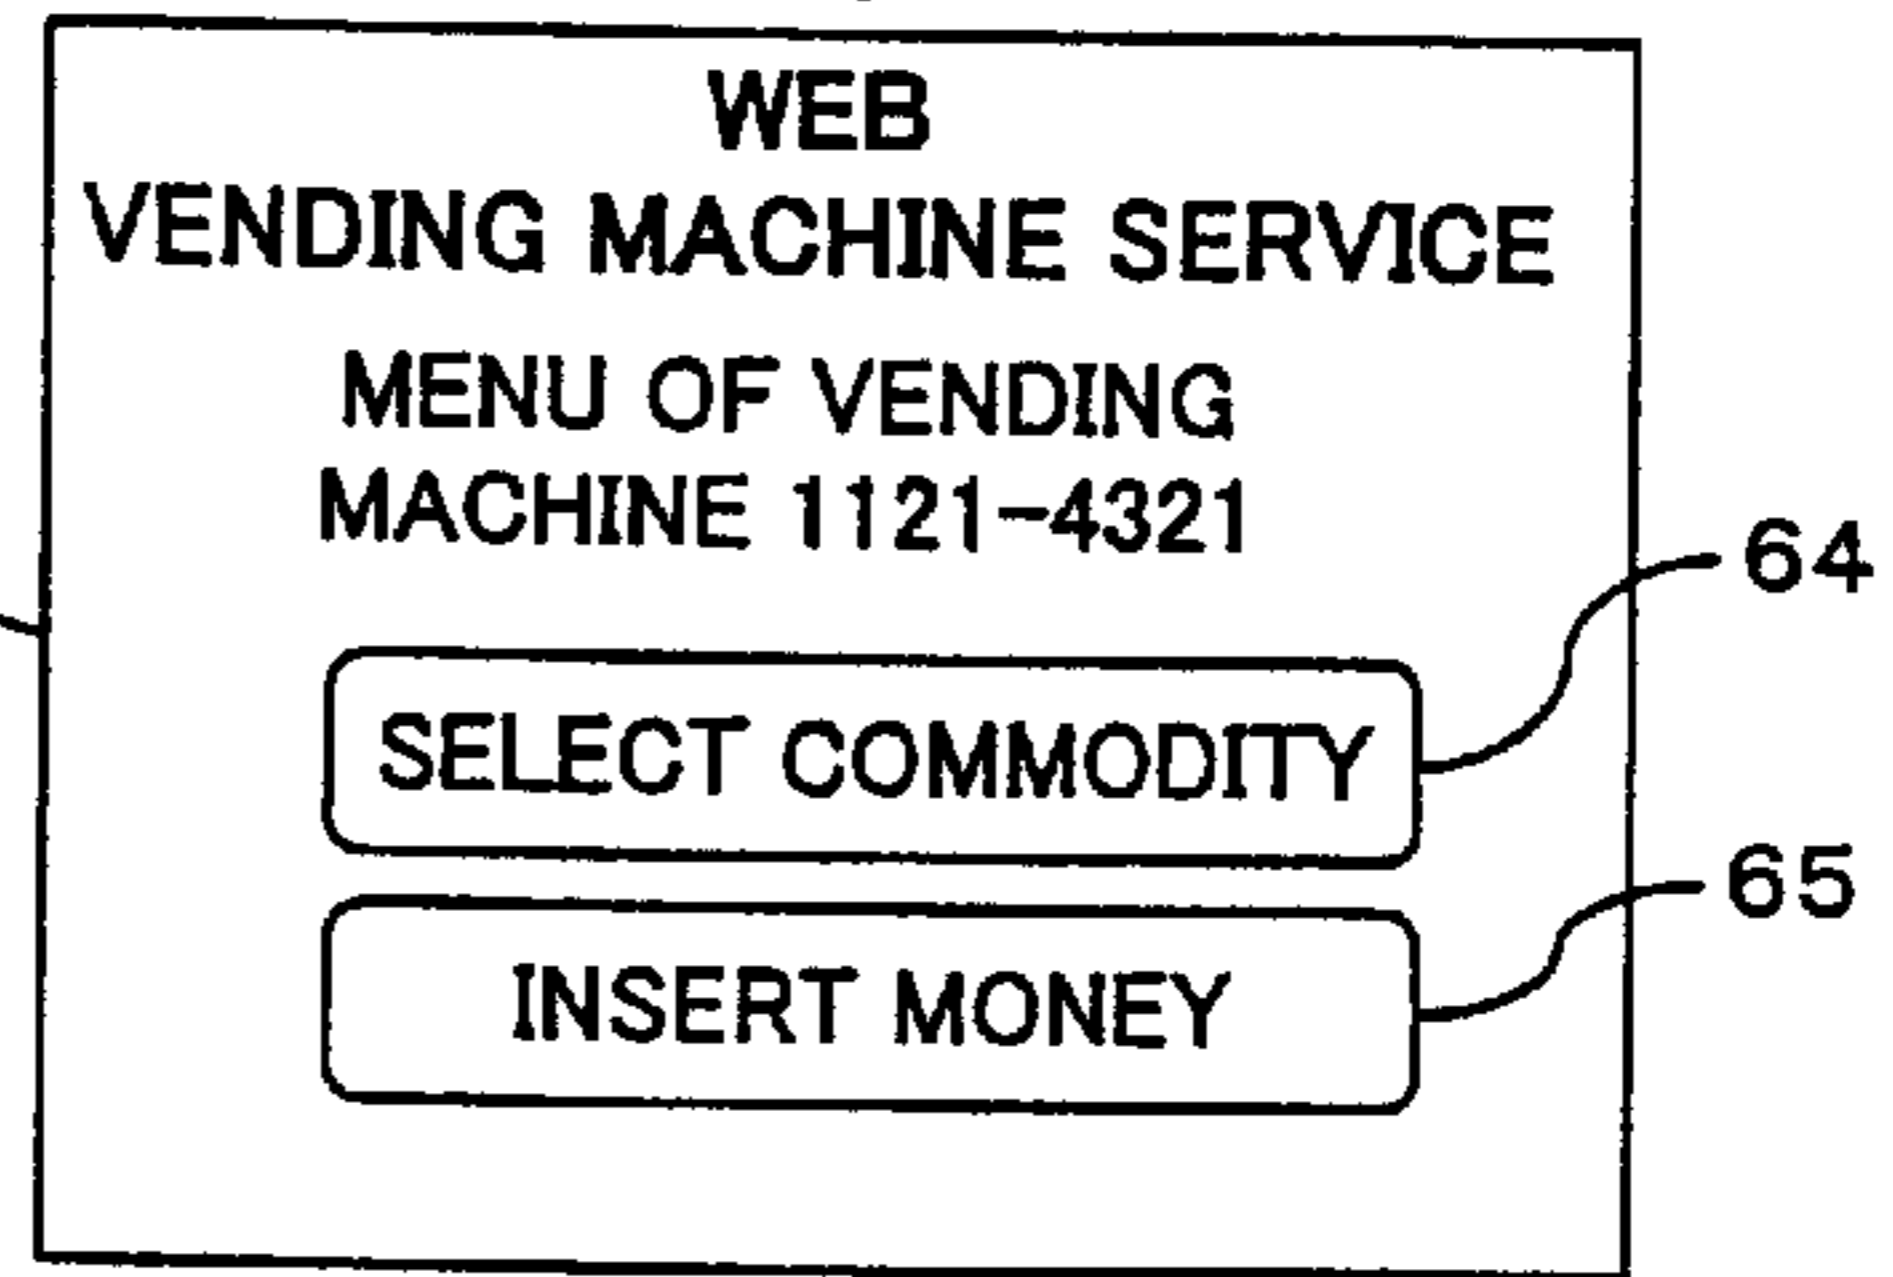 WEB
VENDING MACHINE SERVICE
MENU OF VENDING
MACHINE 1121-4321
64
SELECT COMMODITY
65
INSERT MONEY